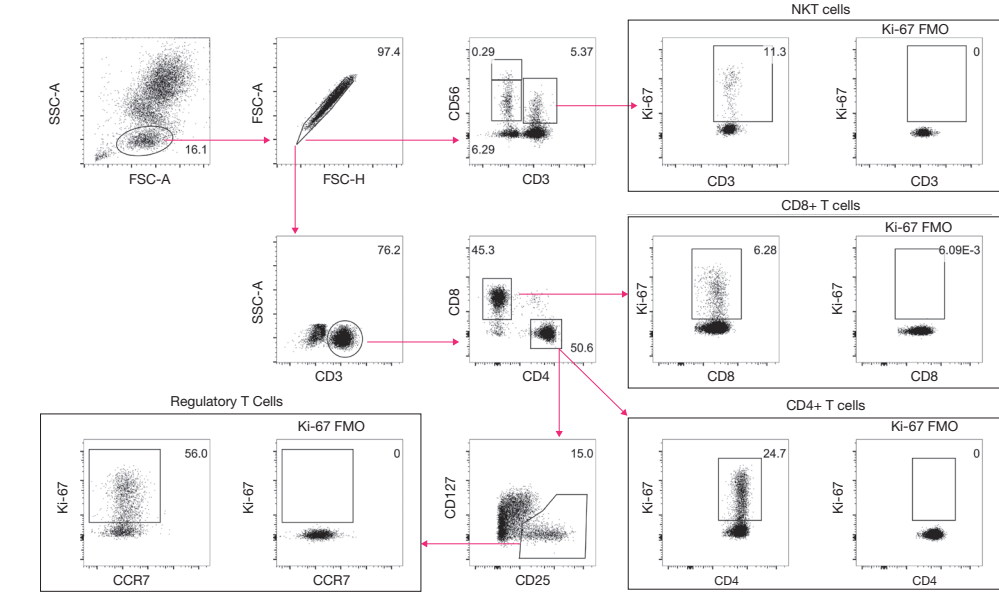 NKT cells
Ki-67 FMO
SSC-A
16.1
FSC-A
FSC-A
97.4
FSC-H
CD56
0.29
5.37
6.29
CD3
Ki-67
11.3
CD3
Ki-67
0
CD3
CD8+ T cells
Ki-67 FMO
SSC-A
76.2
CD3
CD8
45.3
50.6
CD4
Ki-67
6.28
CD8
Ki-67
6.09E-3
CD8
Regulatory T Cells
Ki-67 FMO
CD4+ T cells
Ki-67 FMO
Ki-67
56.0
CCR7
Ki-67
0
CCR7
CD127
15.0
CD25
Ki-67
24.7
CD4
Ki-67
0
CD4